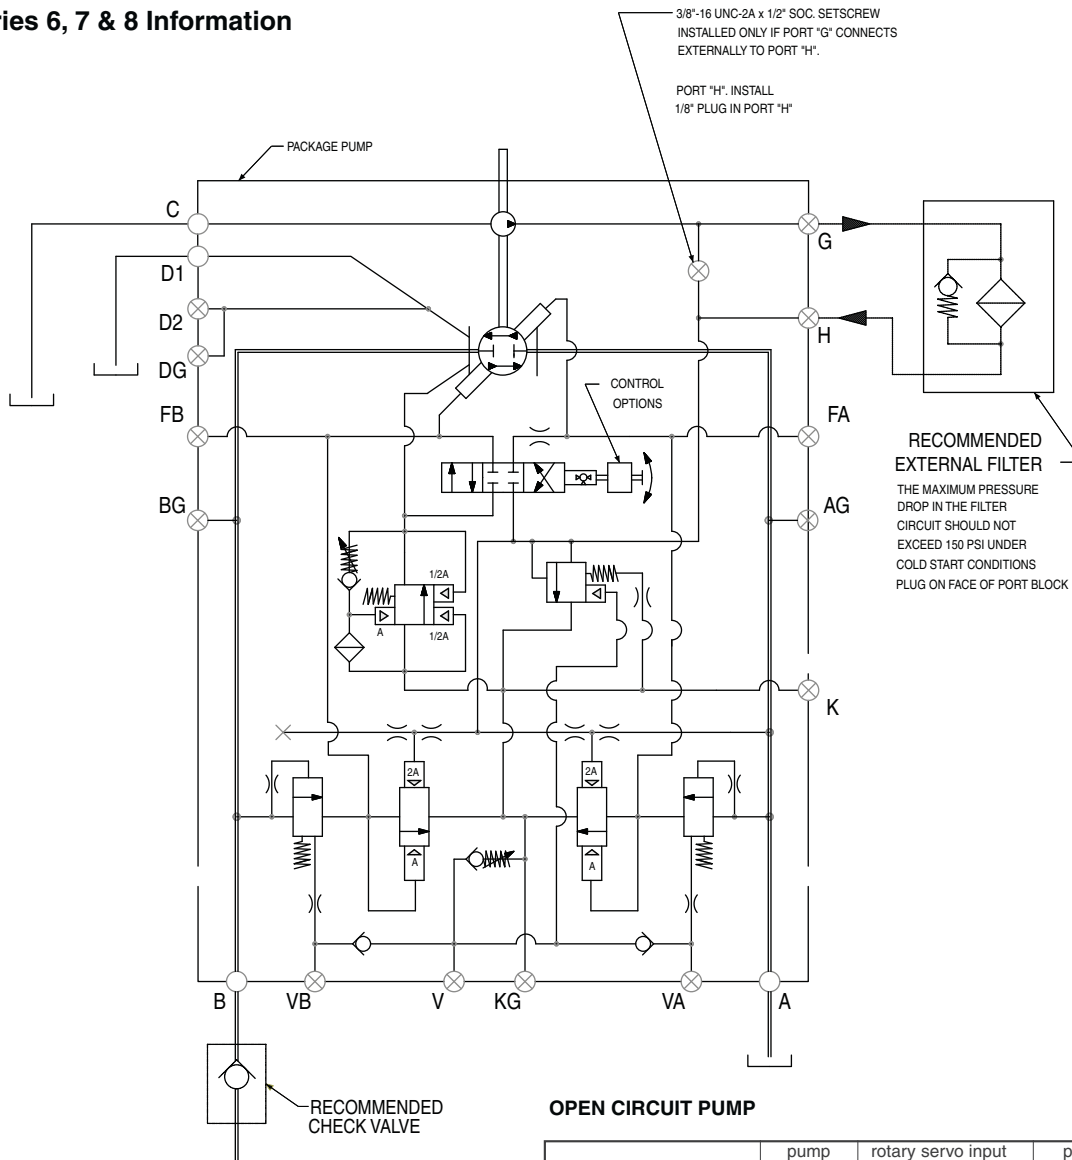 ries 6, 7 & 8 Information
3/8"-16 UNC-2A x 1/2" SOC. SETSCREW
INSTALLED ONLY IF PORT "G" CONNECTS
EXTERNALLY TO PORT "H".
PORT "H". INSTALL
1/8" PLUG IN PORT "H"
PACKAGE PUMP
C
G
D1
D2
H
DG
CONTROL
OPTIONS
FB
FA
RECOMMENDED
EXTERNAL FILTER
THE MAXIMUM PRESSURE
DROP IN THE FILTER
CIRCUIT SHOULD NOT
EXCEED 150 PSI UNDER
COLD START CONDITIONS
PLUG ON FACE OF PORT BLOCK
BG
AG
1/2A
A
1/2A
K
2A
2A
A
A
B
VB
V
KG
VA
A
RECOMMENDED
CHECK VALVE
OPEN CIRCUIT PUMP
pump
rotary servo input
p